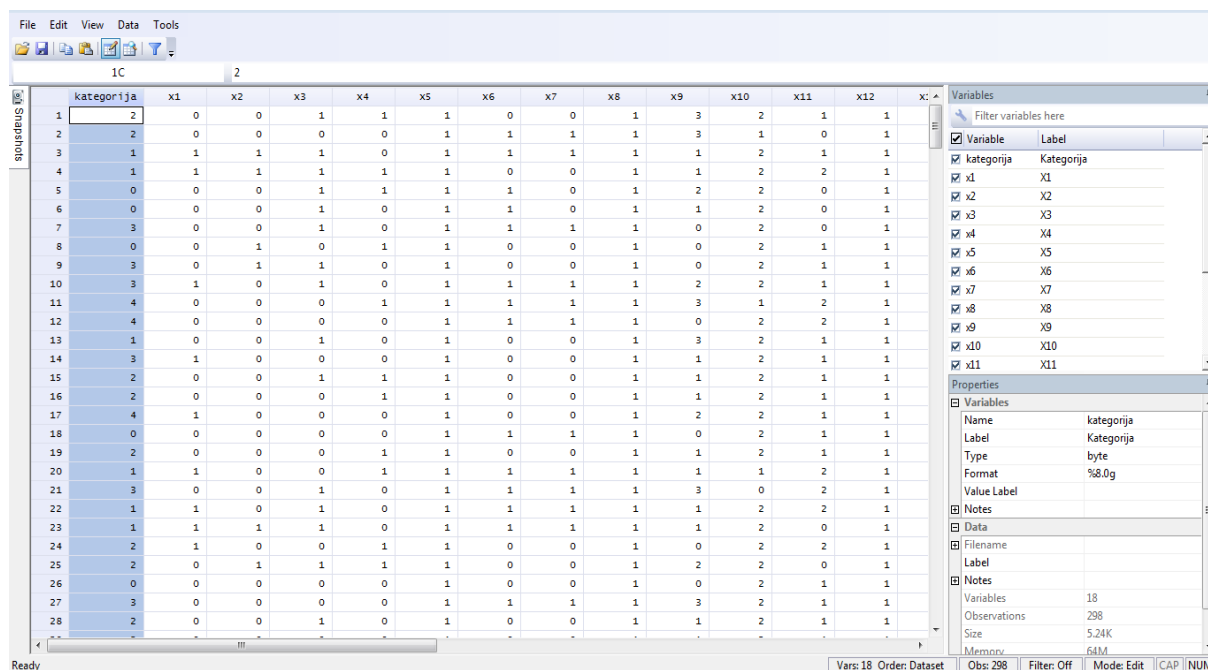 File Edit View Data Tools
1C 2
Snapshots
kategorija x1 x2 x3 x4 x5 x6 x7 x8 x9 x10 x11 x12
1 2 0 0 1 1 1 0 0 1 3 2 1 1
2 2 0 0 0 0 1 1 1 1 3 1 0 1
3 1 1 1 1 0 1 1 1 1 1 2 1 1
4 1 1 1 1 1 1 0 0 1 1 2 2 1
5 0 0 0 1 1 1 1 0 1 2 2 0 1
6 0 0 0 1 0 1 1 0 1 1 2 0 1
7 3 0 0 1 0 1 1 1 1 0 2 0 1
8 0 0 1 0 1 1 0 0 1 0 2 1 1
9 3 0 1 1 0 1 0 0 1 0 2 1 1
10 3 1 0 1 0 1 1 1 1 2 2 1 1
11 4 0 0 0 1 1 1 1 1 3 1 2 1
12 4 0 0 0 0 1 1 1 1 0 2 2 1
13 1 0 0 1 0 1 0 0 1 3 2 1 1
14 3 1 0 0 0 1 0 0 1 1 2 1 1
15 2 0 0 1 1 1 0 0 1 1 2 1 1
16 2 0 0 0 1 1 0 0 1 1 2 1 1
17 4 1 0 0 0 1 0 0 1 2 2 1 1
18 0 0 0 0 0 1 1 1 1 0 2 1 1
19 2 0 0 0 1 1 0 0 1 1 2 1 1
20 1 1 0 0 1 1 1 1 1 1 1 2 1
21 3 0 0 1 0 1 1 1 1 3 0 2 1
22 1 1 0 1 0 1 1 1 1 1 2 2 1
23 1 1 1 1 0 1 1 1 1 1 2 0 1
24 2 1 0 0 1 1 0 0 1 0 2 2 1
25 2 0 1 1 1 1 0 0 1 2 2 0 1
26 0 0 0 0 0 1 0 0 1 0 2 1 1
27 3 0 0 0 0 1 1 1 1 3 2 1 1
28 2 0 0 1 0 1 0 0 1 1 2 1 1
Variables
Filter variables here
Variable Label
kategorija Kategorija
x1 X1
x2 X2
x3 X3
x4 X4
x5 X5
x6 X6
x7 X7
x8 X8
x9 X9
x10 X10
x11 X11
Properties
Variables
Name kategorija
Label Kategorija
Type byte
Format %8.0g
Value Label
Notes
Data
Filename
Label
Notes
Variables 18
Observations 298
Size 5.24K
Memory 64M
Ready Vars: 18 Order: Dataset Obs: 298 Filter: Off Mode: Edit CAP NUM